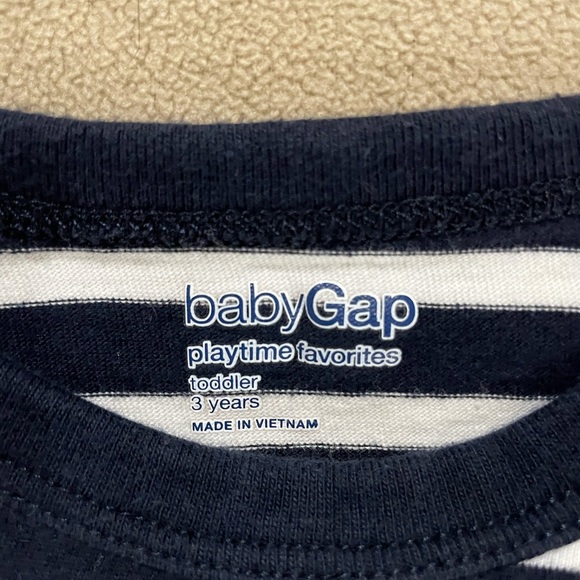 babyGap
playtime favorites
toddler
3 years
MADE IN VIETNAM